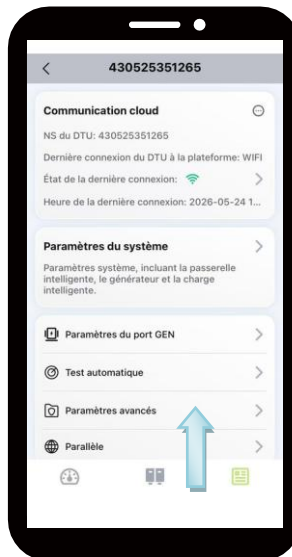 430525351265
Communication cloud
NS du DTU: 430525351265
Dernière connexion du DTU à la plateforme: WIFI
État de la dernière connexion:
Heure de la dernière connexion: 2026-05-24 1...
Paramètres du système
Paramètres système, incluant la passerelle
intelligente, le générateur et la charge
intelligente.
Paramètres du port GEN
Test automatique
Paramètres avancés
Parallèle